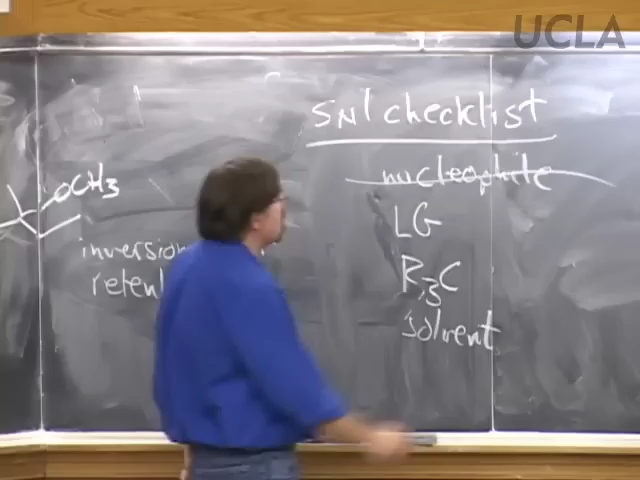 UCLA
SN1 checklist
nucleophile
LG
R3C
solvent
OCH3
inversion
reten